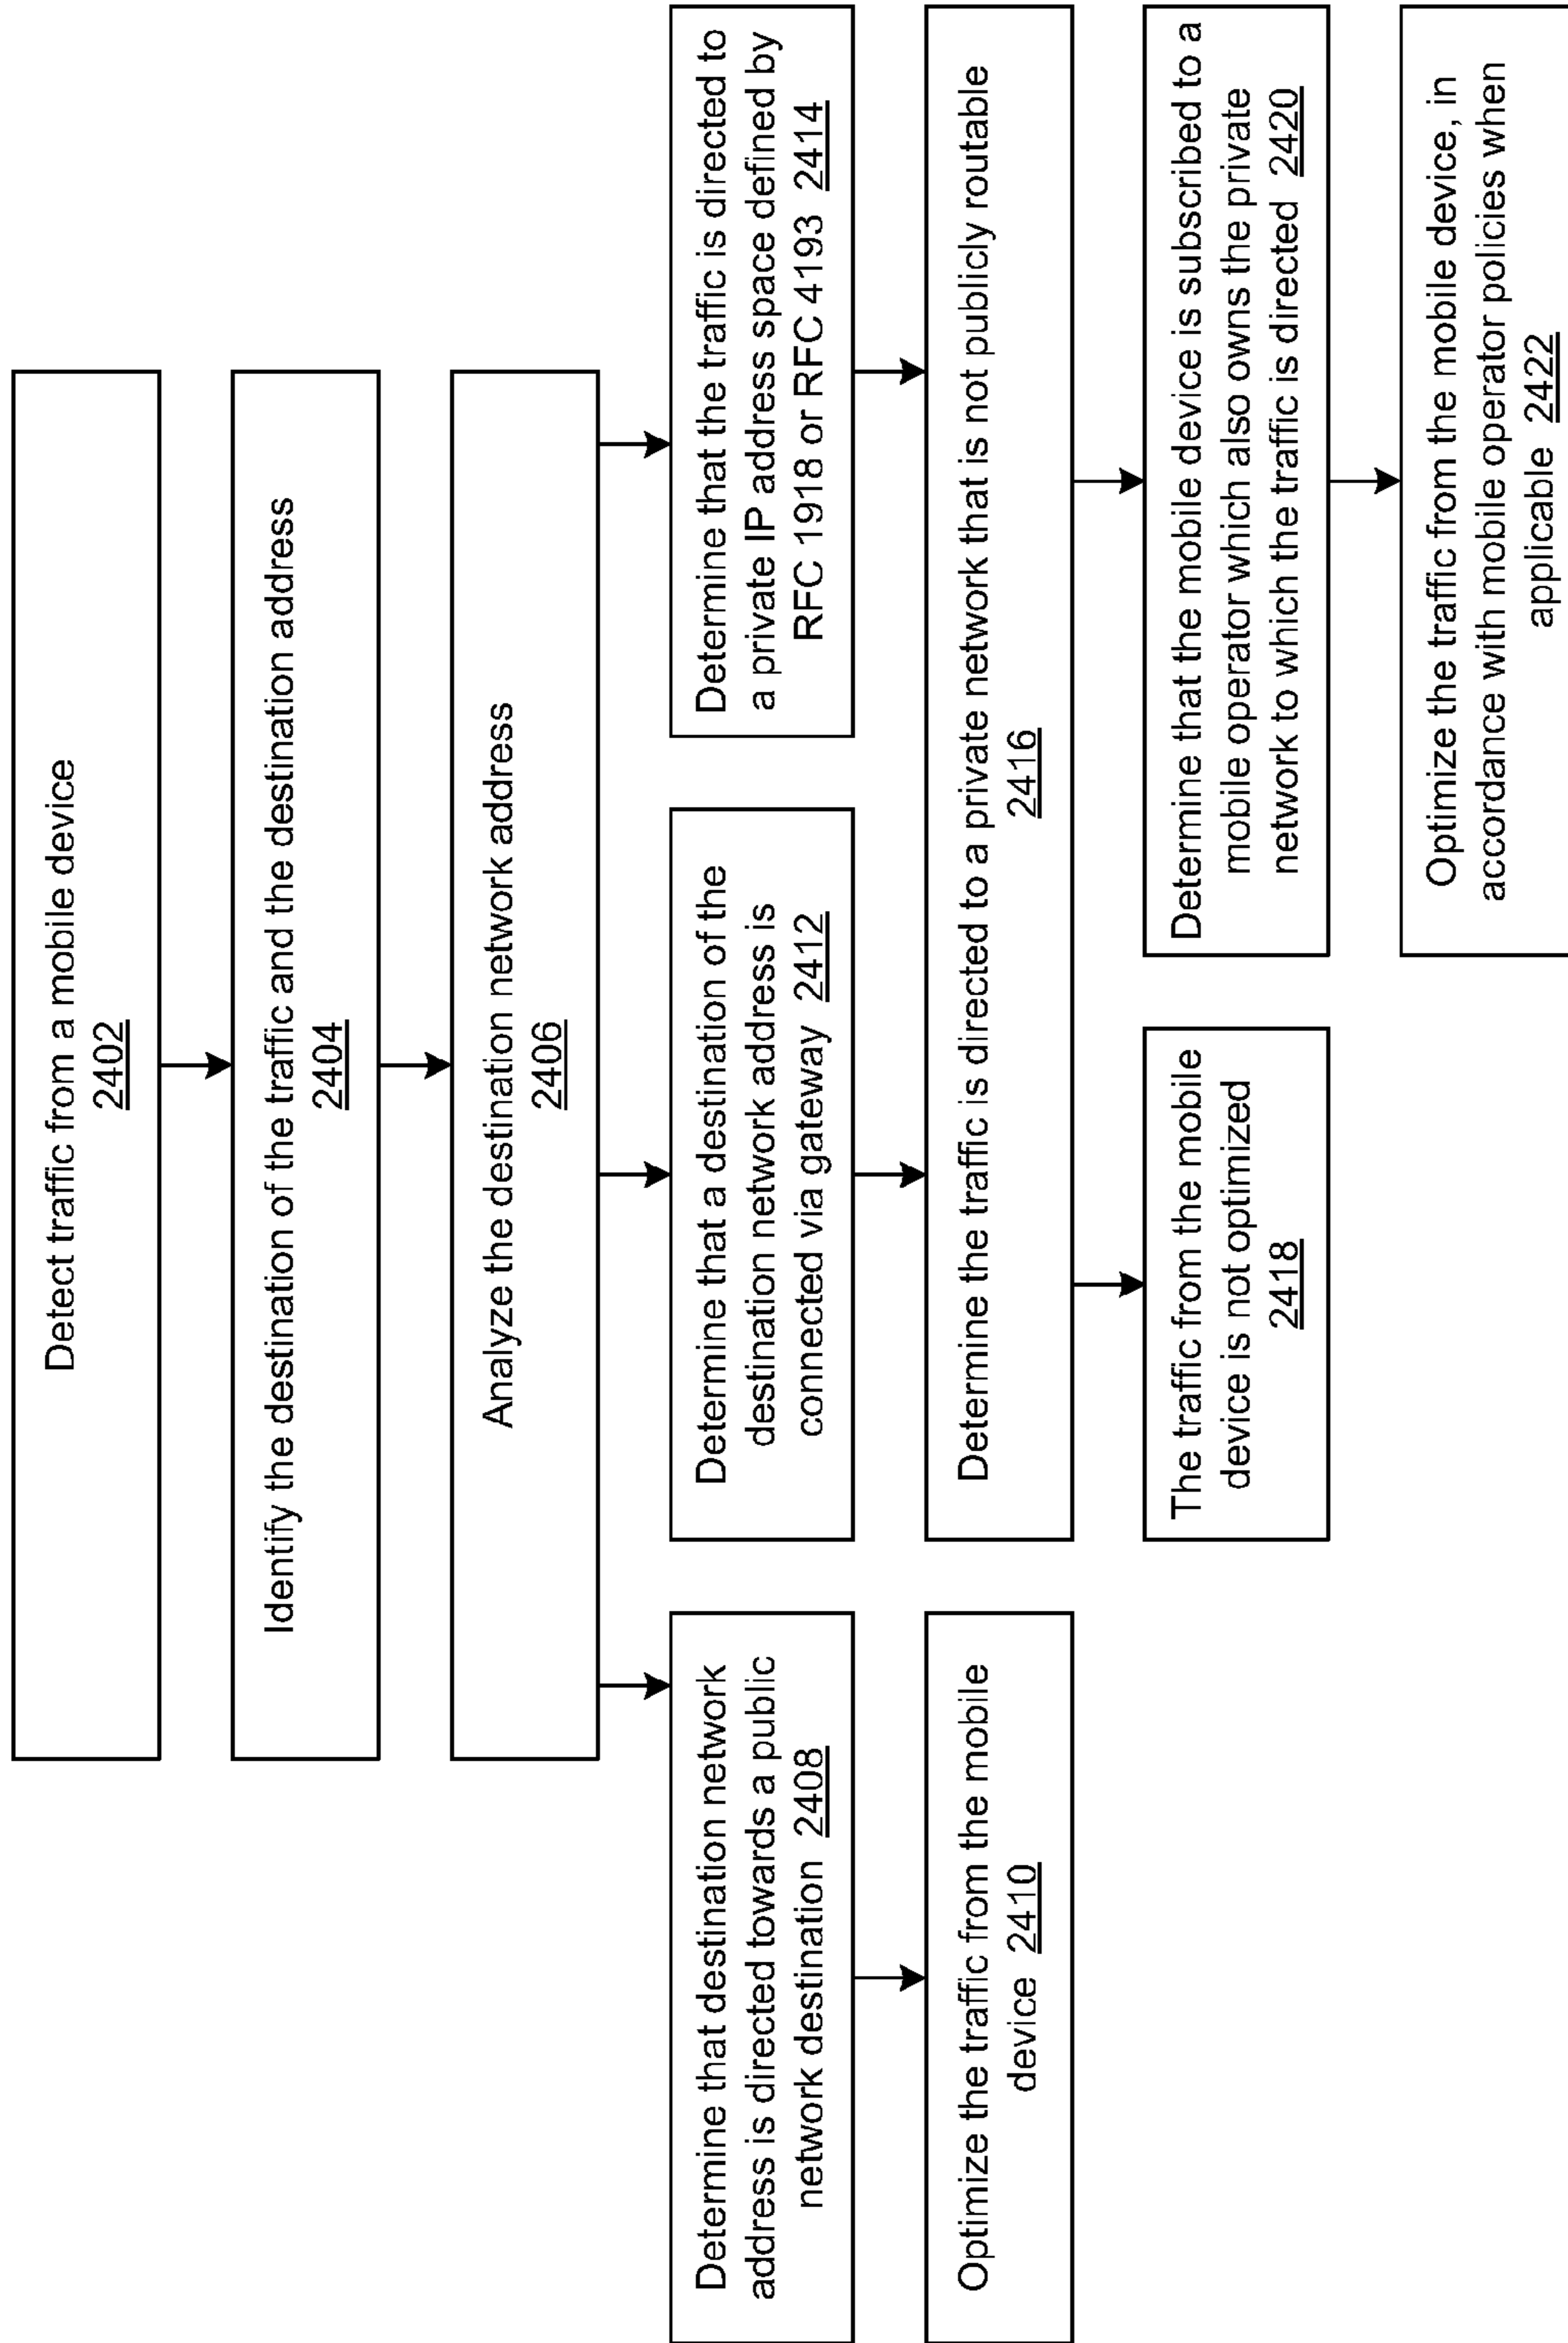 Detect traffic from a mobile device
2402
Identify the destination of the traffic and the destination address
2404
Analyze the destination network address
2406
Determine that destination network
address is directed towards a public
network destination 2408
Determine that a destination of the
destination network address is
connected via gateway 2412
Determine that the traffic is directed to
a private IP address space defined by
RFC 1918 or RFC 4193 2414
Optimize the traffic from the mobile
device 2410
Determine the traffic is directed to a private network that is not publicly routable
2416
The traffic from the mobile
device is not optimized
2418
Determine that the mobile device is subscribed to a
mobile operator which also owns the private
network to which the traffic is directed 2420
Optimize the traffic from the mobile device, in
accordance with mobile operator policies when
applicable 2422